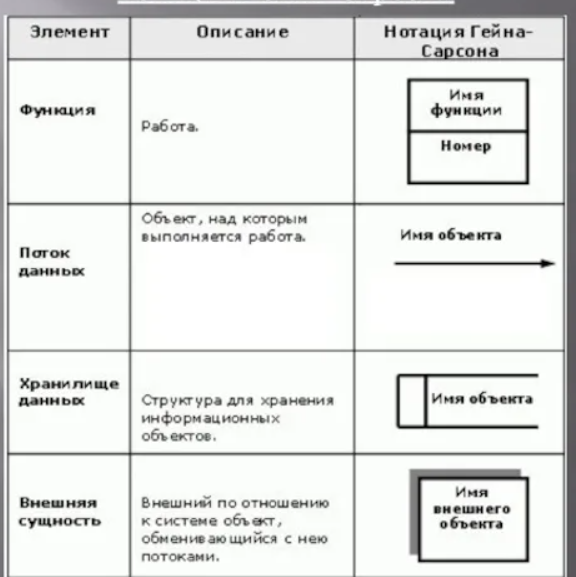 Элемент
Описание
Нотация Гейна-
Сарсона
Функция
Работа.
Имя
функции
Номер
Поток
данных
Объект, над которым
выполняется работа.
Имя объекта
Хранилище
данных
Структура для хранения
информационных
объектов.
Имя объекта
Внешняя
сущность
Внешний по отношению
к системе объект,
обменивающийся с нею
потоками.
Имя
внешнего
объекта